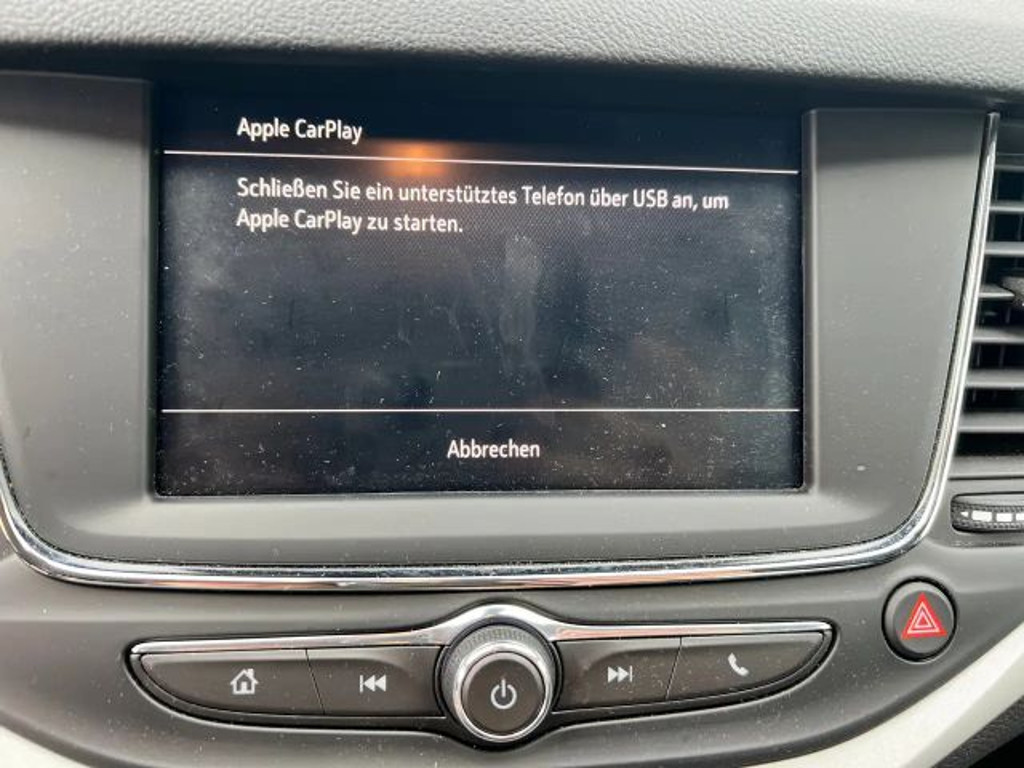 Apple CarPlay
Schließen Sie ein unterstütztes Telefon über USB an, um
Apple CarPlay zu starten.
Abbrechen